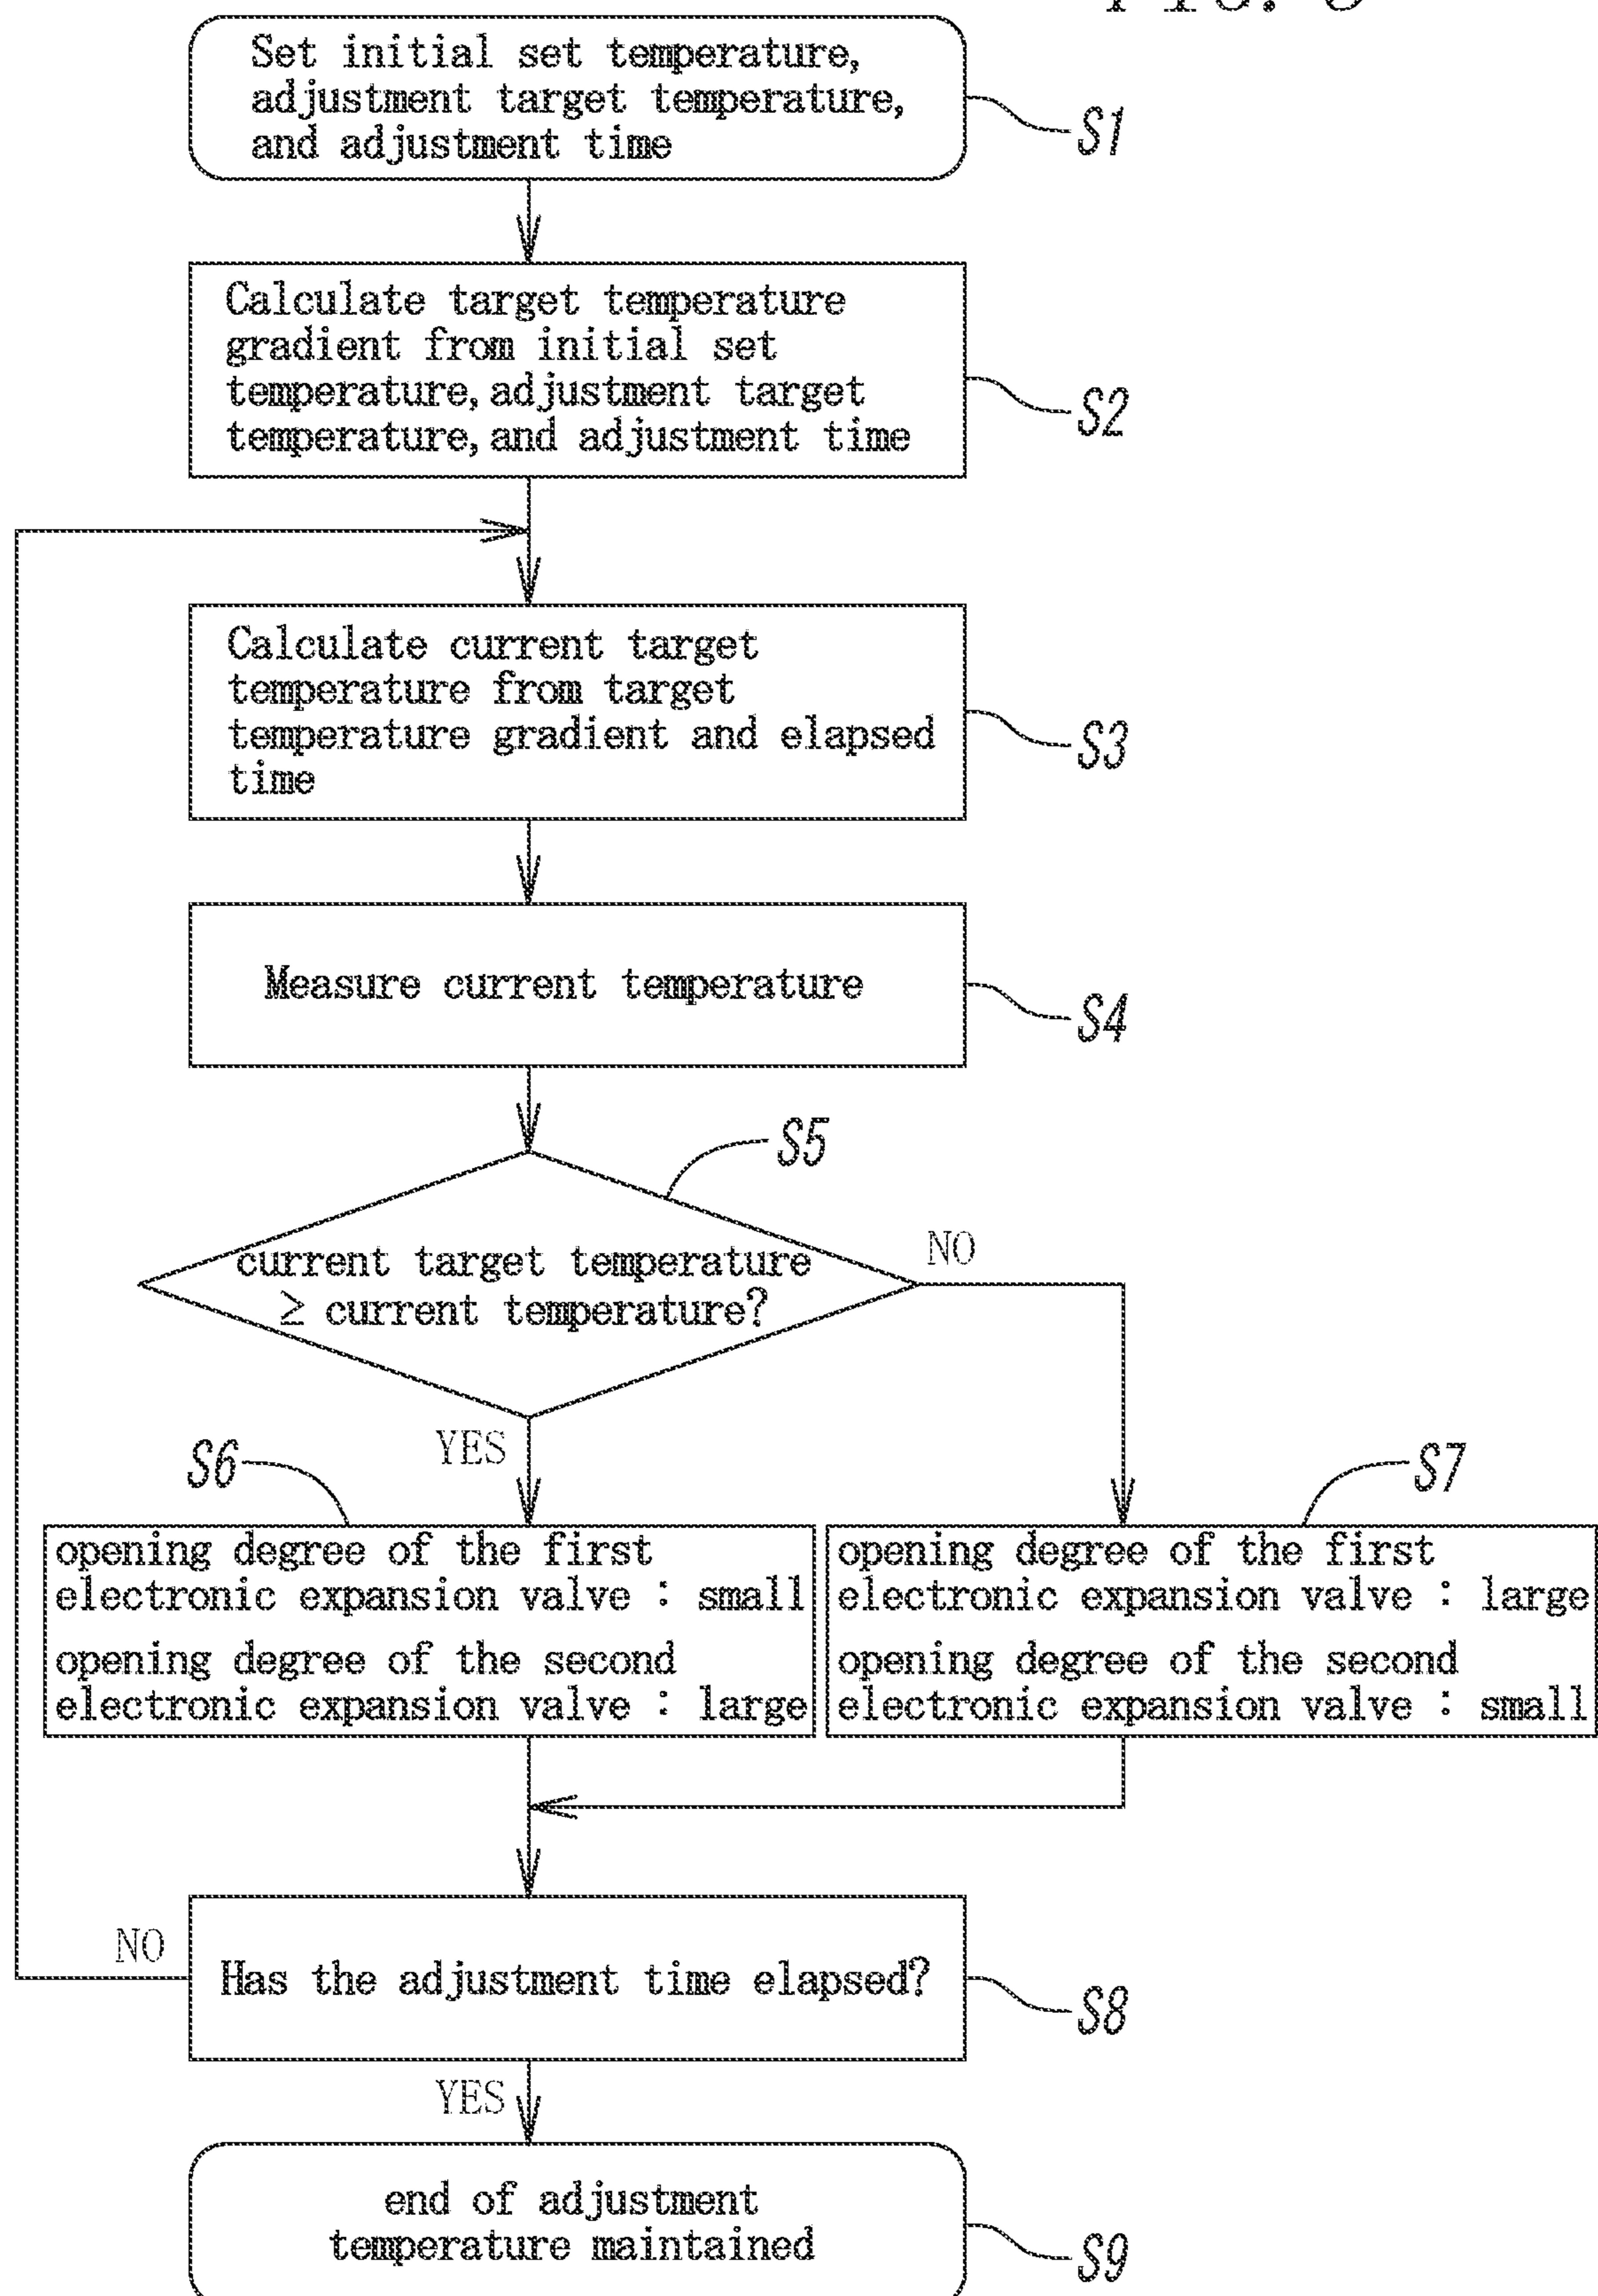 Set initial set temperature,
adjustment target temperature,
and adjustment time
S1
Calculate target temperature
gradient from initial set
temperature, adjustment target
temperature, and adjustment time
S2
Calculate current target
temperature from target
temperature gradient and elapsed
time
S3
Measure current temperature
S4
S5
current target temperature
≥ current temperature?
NO
YES
S6
S7
opening degree of the first
electronic expansion valve : small
opening degree of the second
electronic expansion valve : large
opening degree of the first
electronic expansion valve : large
opening degree of the second
electronic expansion valve : small
NO
Has the adjustment time elapsed?
S8
YES
end of adjustment
temperature maintained
S9